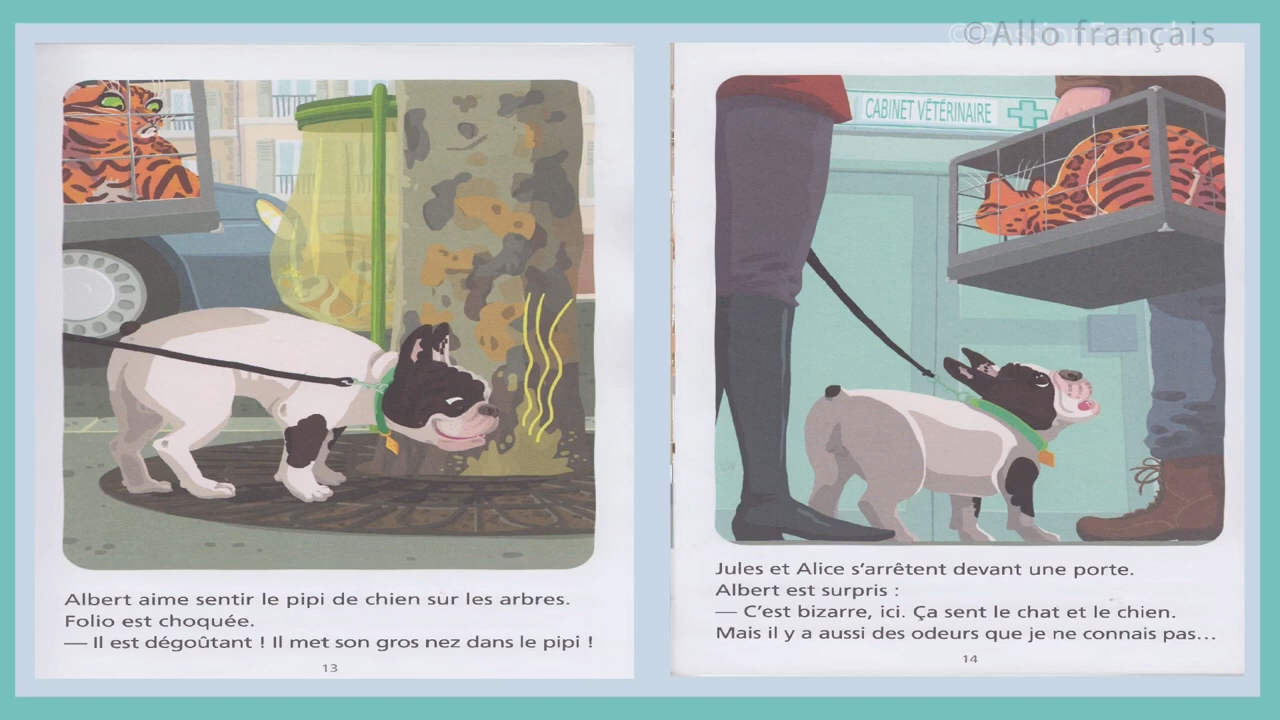 ©Allo français
CABINET VÉTÉRINAIRE
Albert aime sentir le pipi de chien sur les arbres.
Folio est choquée.
— Il est dégoûtant ! Il met son gros nez dans le pipi !
13
Jules et Alice s’arrêtent devant une porte.
Albert est surpris :
— C’est bizarre, ici. Ça sent le chat et le chien.
Mais il y a aussi des odeurs que je ne connais pas…
14